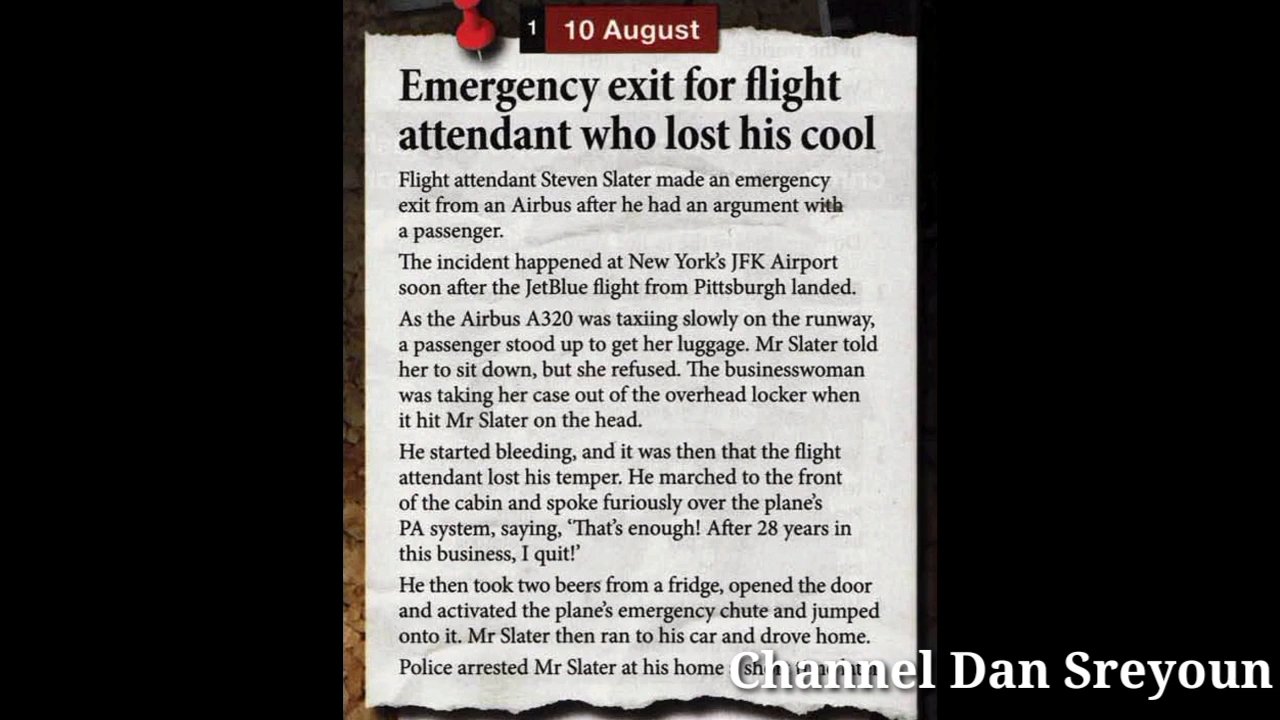 1 10 August
Emergency exit for flight
attendant who lost his cool
Flight attendant Steven Slater made an emergency
exit from an Airbus after he had an argument with
a passenger.
The incident happened at New York's JFK Airport
soon after the JetBlue flight from Pittsburgh landed.
As the Airbus A320 was taxiing slowly on the runway,
a passenger stood up to get her luggage. Mr Slater told
her to sit down, but she refused. The businesswoman
was taking her case out of the overhead locker when
it hit Mr Slater on the head.
He started bleeding, and it was then that the flight
attendant lost his temper. He marched to the front
of the cabin and spoke furiously over the plane's
PA system, saying, ‘That's enough! After 28 years in
this business, I quit!’
He then took two beers from a fridge, opened the door
and activated the plane's emergency chute and jumped
onto it. Mr Slater then ran to his car and drove home.
Police arrested Mr Slater at his home
Channel Dan Sreyoun